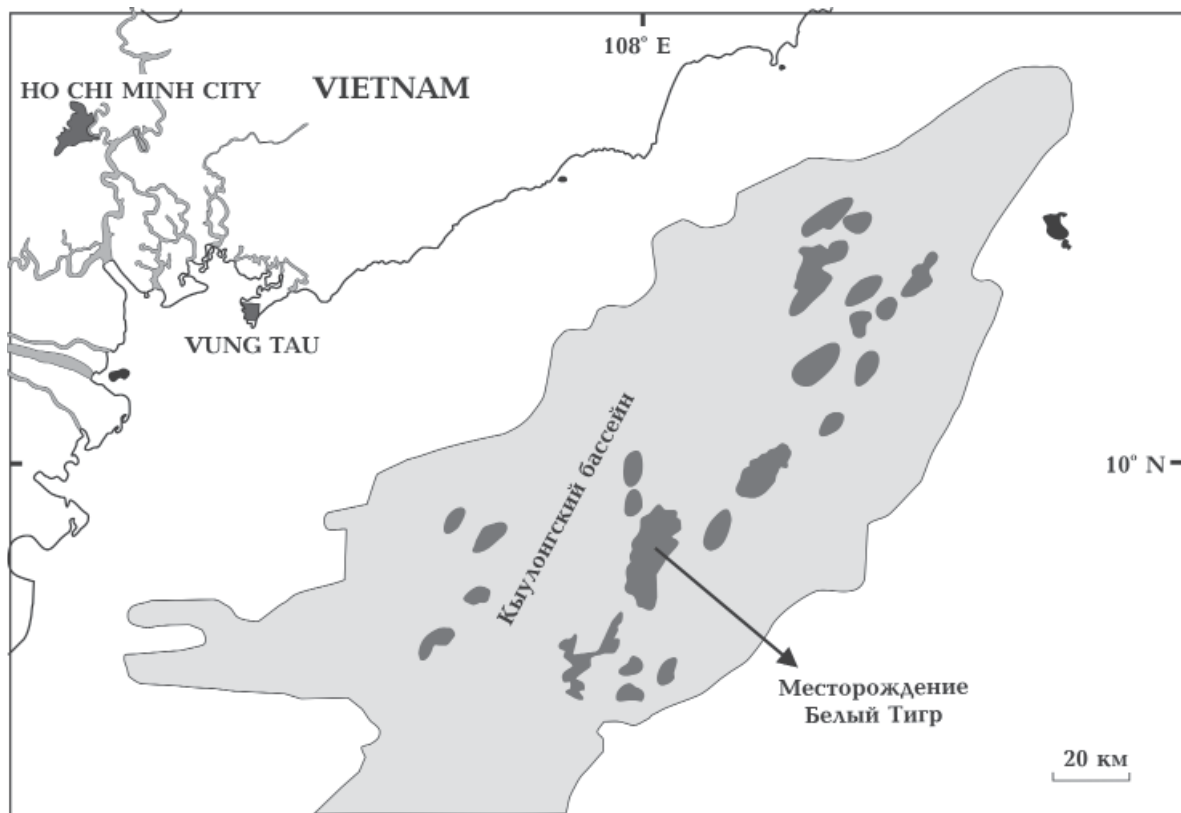 108° E
HO CHI MINH CITY
VIETNAM
VUNG TAU
Кыулонгский бассейн
10° N
Месторождение
Белый Тигр
20 км